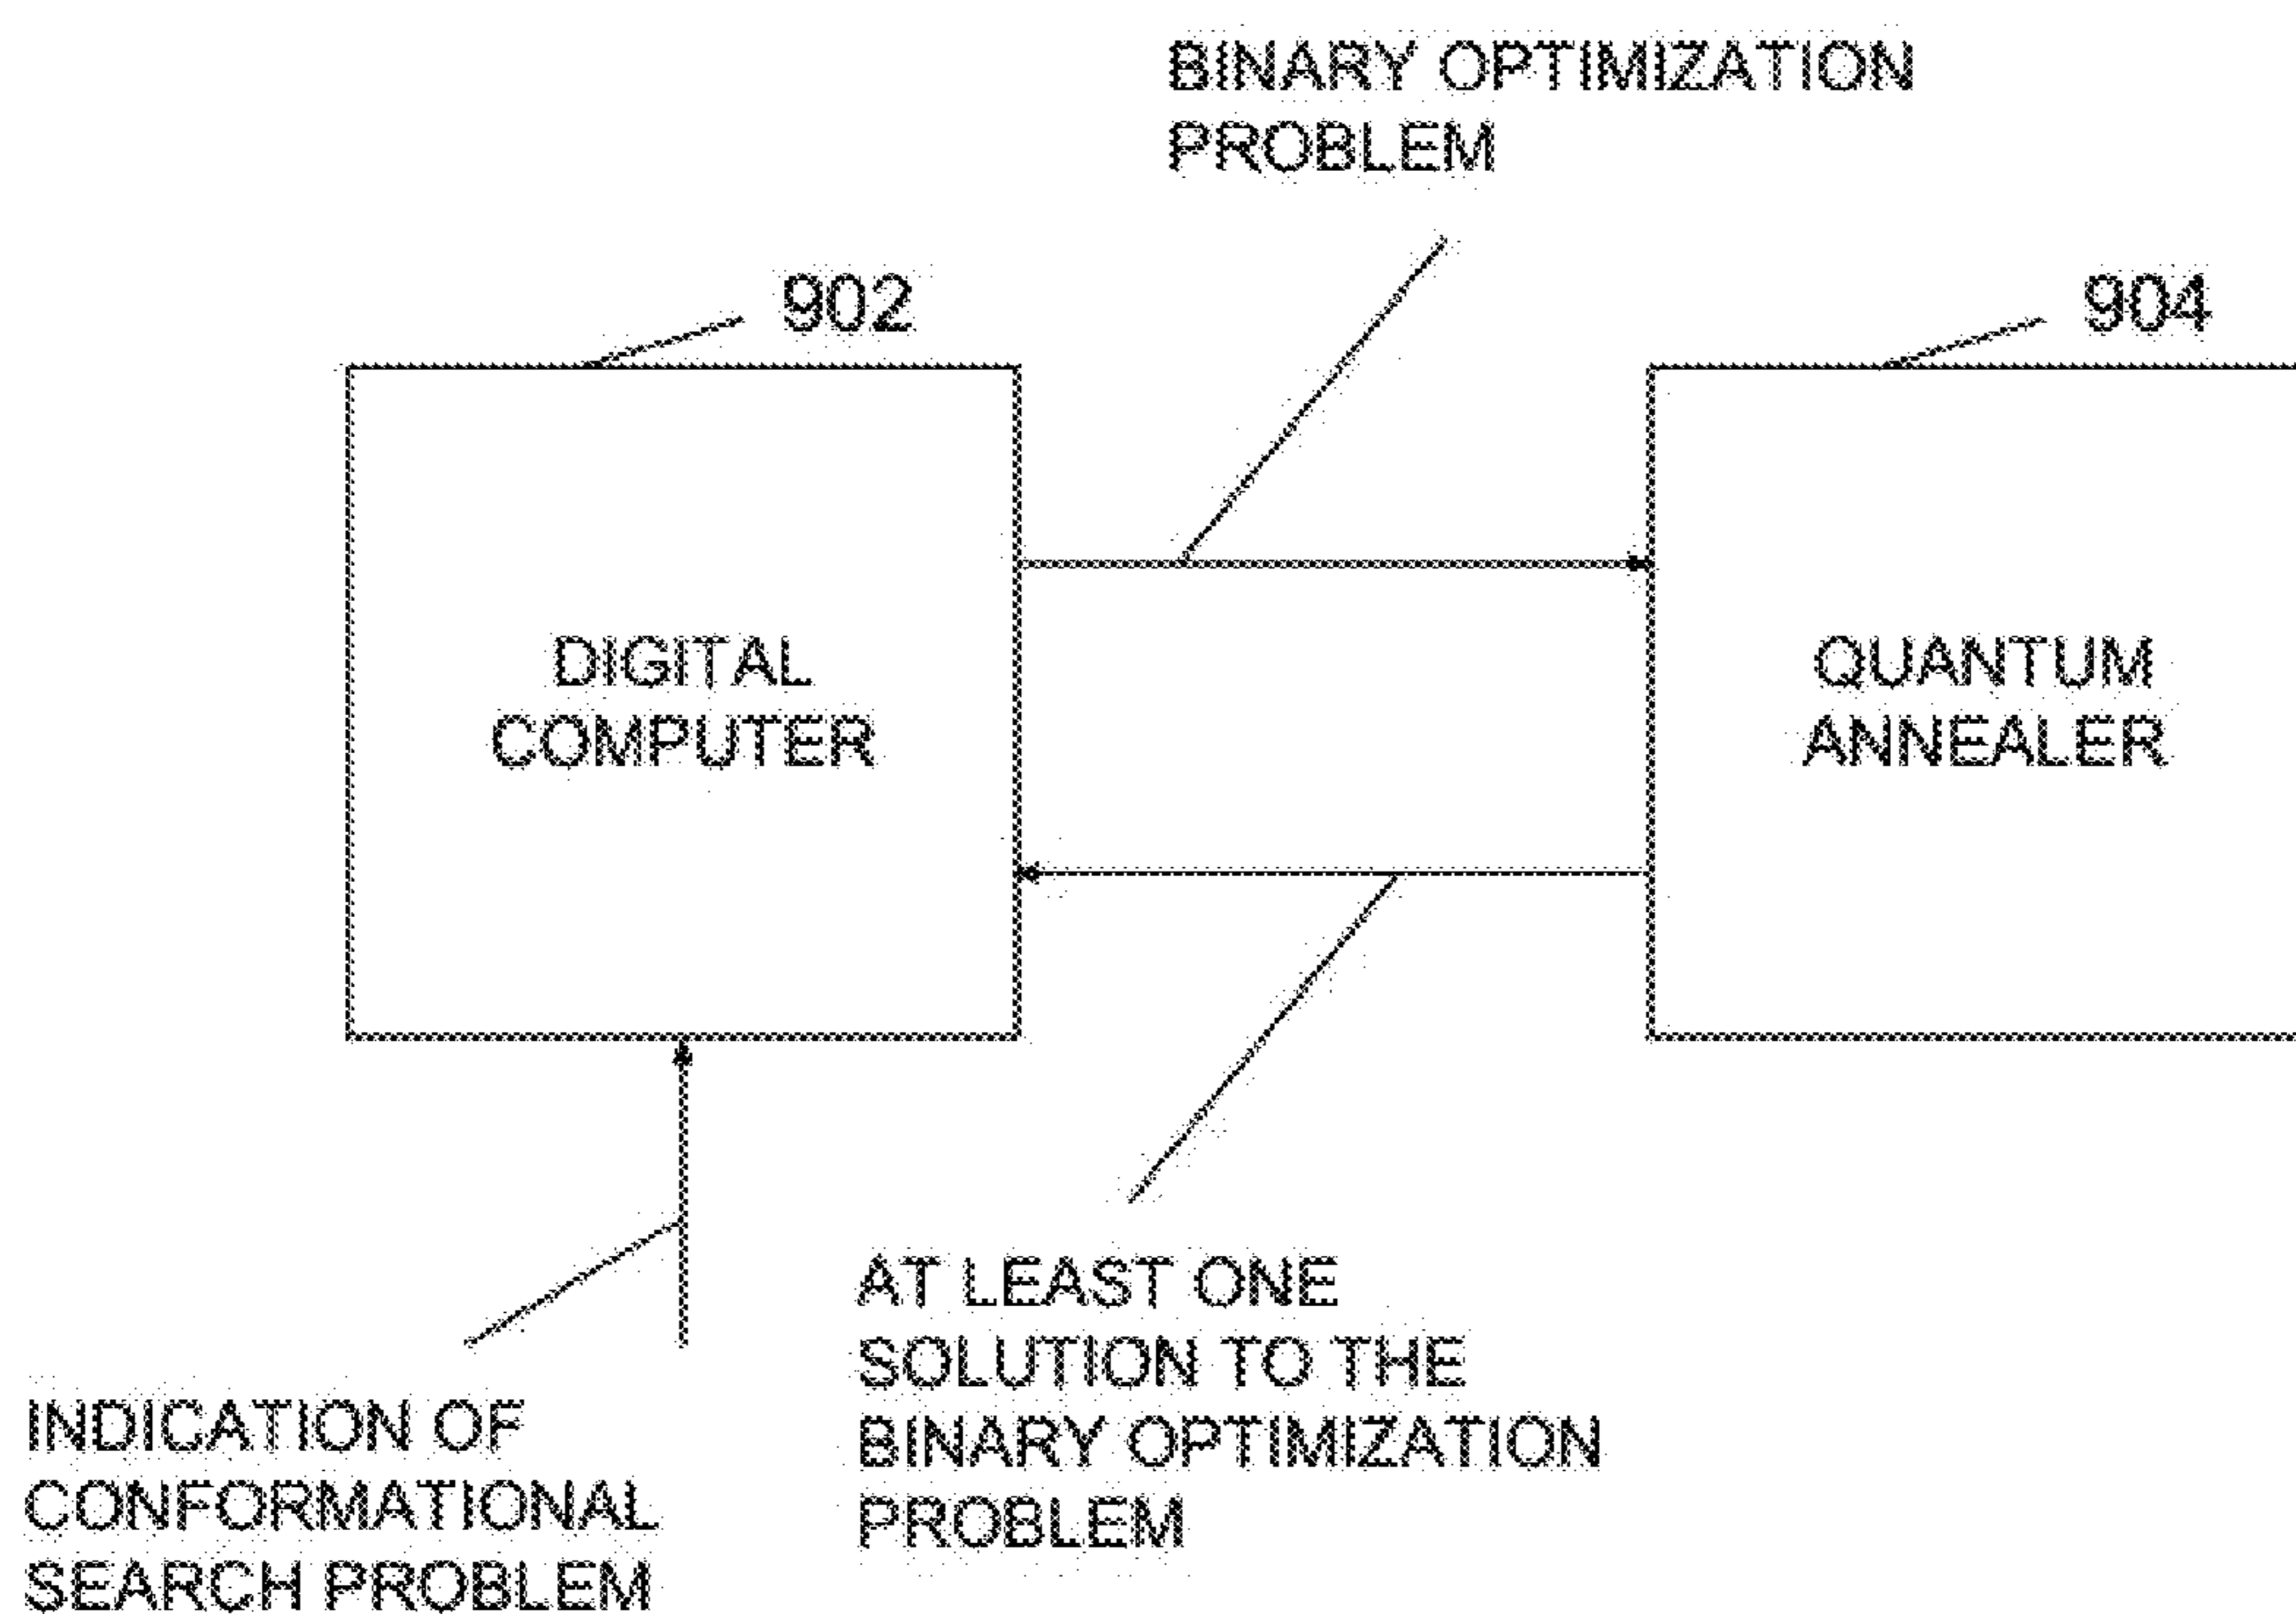 BINARY OPTIMIZATION
PROBLEM
902
904
DIGITAL
COMPUTER
QUANTUM
ANNEALER
AT LEAST ONE
SOLUTION TO THE
BINARY OPTIMIZATION
PROBLEM
INDICATION OF
CONFORMATIONAL
SEARCH PROBLEM